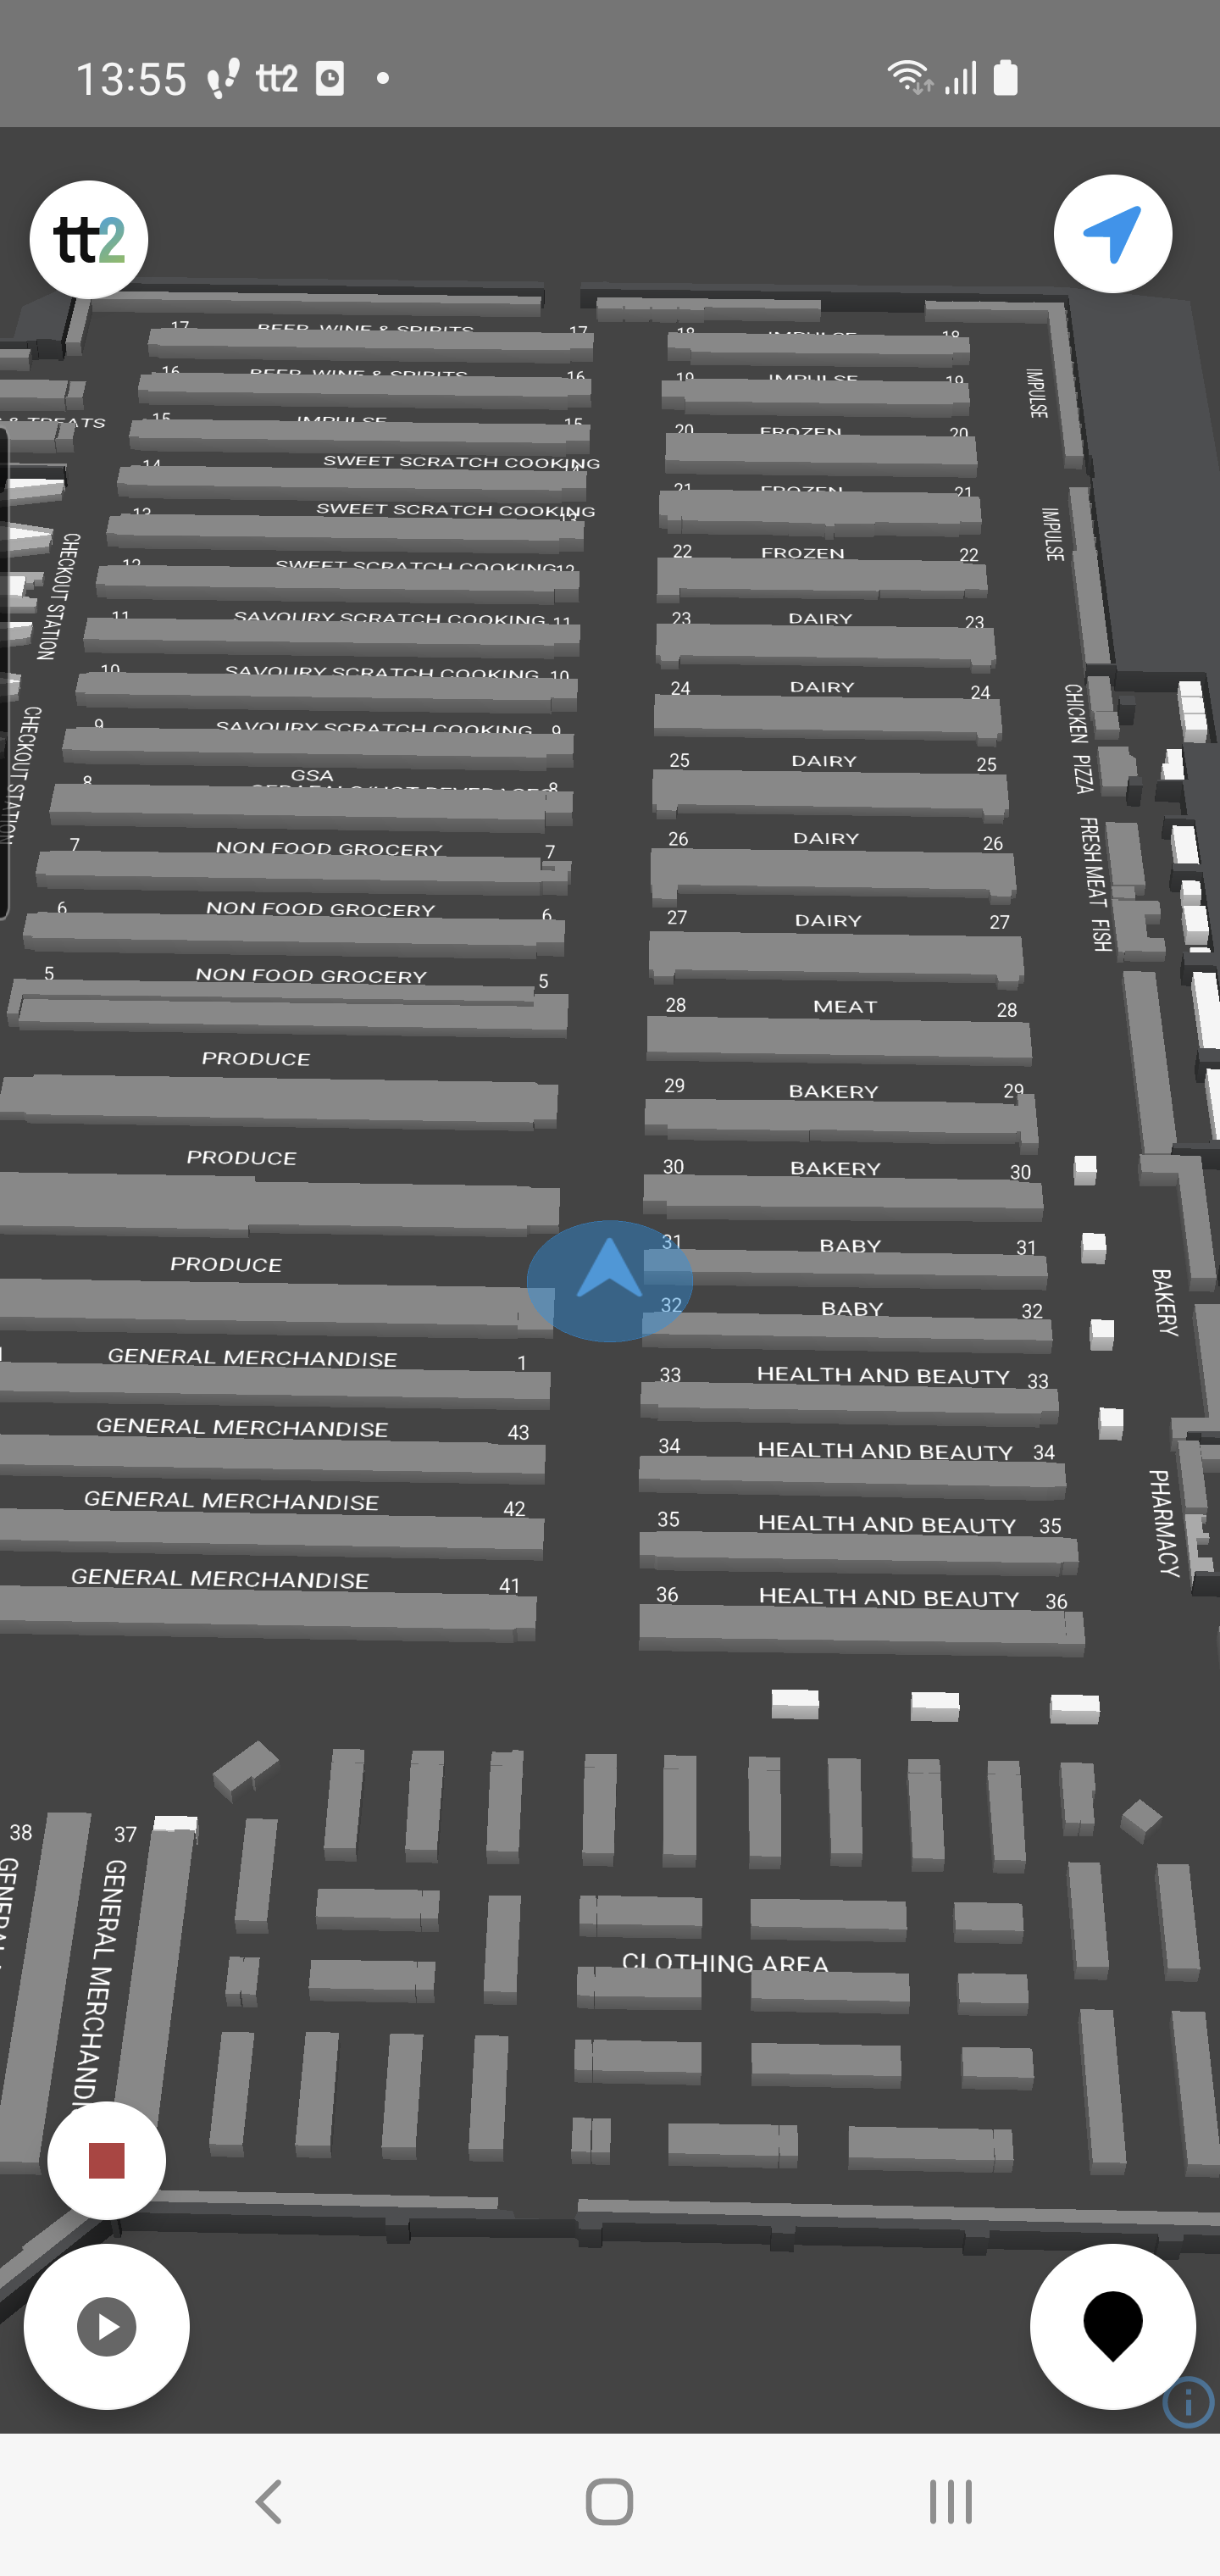 13:55 tt2
tt2
17 BEER, WINE & SPIRITS 17
18 IMPULSE 18
16 BEER, WINE & SPIRITS 16
19 IMPULSE 19
IMPULSE
& TREATS
15 IMPULSE 15
20 FROZEN 20
14 SWEET SCRATCH COOKING
21 FROZEN 21
13 SWEET SCRATCH COOKING 13
IMPULSE
CHECKOUT STATION
22 FROZEN 22
12 SWEET SCRATCH COOKING 12
11 SAVOURY SCRATCH COOKING 11
23 DAIRY 23
10 SAVOURY SCRATCH COOKING 10
24 DAIRY 24
CHICKEN PIZZA
CHECKOUT STATION
9 SAVOURY SCRATCH COOKING 9
25 DAIRY 25
GSA
8 CEREALS/HOT BEVERAGES 8
7 NON FOOD GROCERY 7
26 DAIRY 26
FRESH MEAT FISH
6 NON FOOD GROCERY 6
27 DAIRY 27
5 NON FOOD GROCERY 5
28 MEAT 28
PRODUCE
29 BAKERY 29
PRODUCE
30 BAKERY 30
31 BABY 31
PRODUCE
32 BABY 32
BAKERY
GENERAL MERCHANDISE 1
33 HEALTH AND BEAUTY 33
GENERAL MERCHANDISE 43
34 HEALTH AND BEAUTY 34
PHARMACY
GENERAL MERCHANDISE 42
35 HEALTH AND BEAUTY 35
GENERAL MERCHANDISE 41
36 HEALTH AND BEAUTY 36
38
37
GENERAL MERCHANDI
CLOTHING AREA